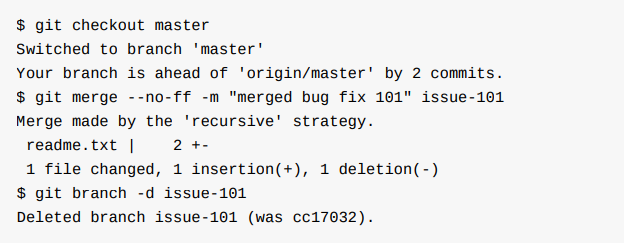 $ git checkout master
Switched to branch 'master'
Your branch is ahead of 'origin/master' by 2 commits.
$ git merge --no-ff -m "merged bug fix 101" issue-101
Merge made by the 'recursive' strategy.
 readme.txt |    2 +-
 1 file changed, 1 insertion(+), 1 deletion(-)
$ git branch -d issue-101
Deleted branch issue-101 (was cc17032).